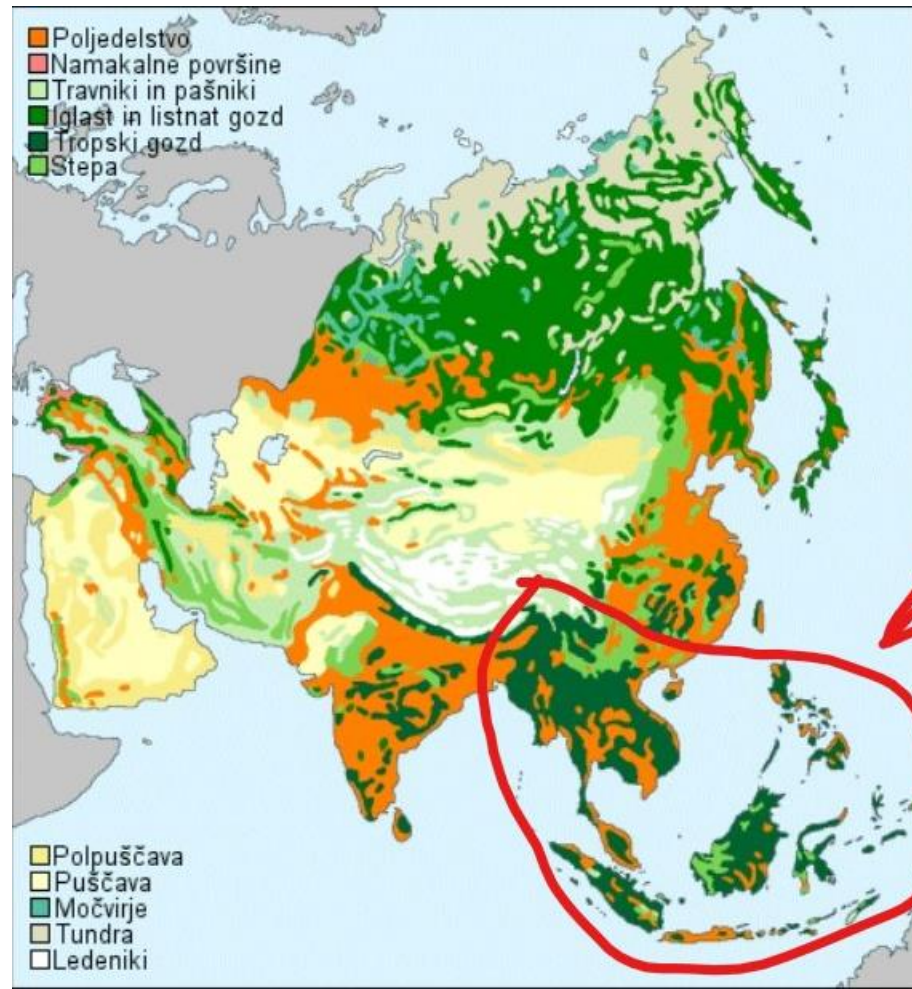 Poljedelstvo
Namakalne površine
Travniki in pašniki
Iglast in listnat gozd
Tropski gozd
Stepa
Polpuščava
Puščava
Močvirje
Tundra
Ledeniki